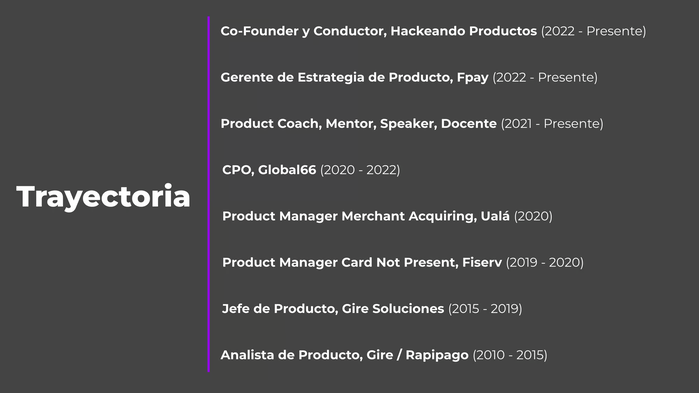 Trayectoria
Co-Founder y Conductor, Hackeando Productos (2022 - Presente)
Gerente de Estrategia de Producto, Fpay (2022 - Presente)
Product Coach, Mentor, Speaker, Docente (2021 - Presente)
CPO, Global66 (2020 - 2022)
Product Manager Merchant Acquiring, Ualá (2020)
Product Manager Card Not Present, Fiserv (2019 - 2020)
Jefe de Producto, Gire Soluciones (2015 - 2019)
Analista de Producto, Gire / Rapipago (2010 - 2015)